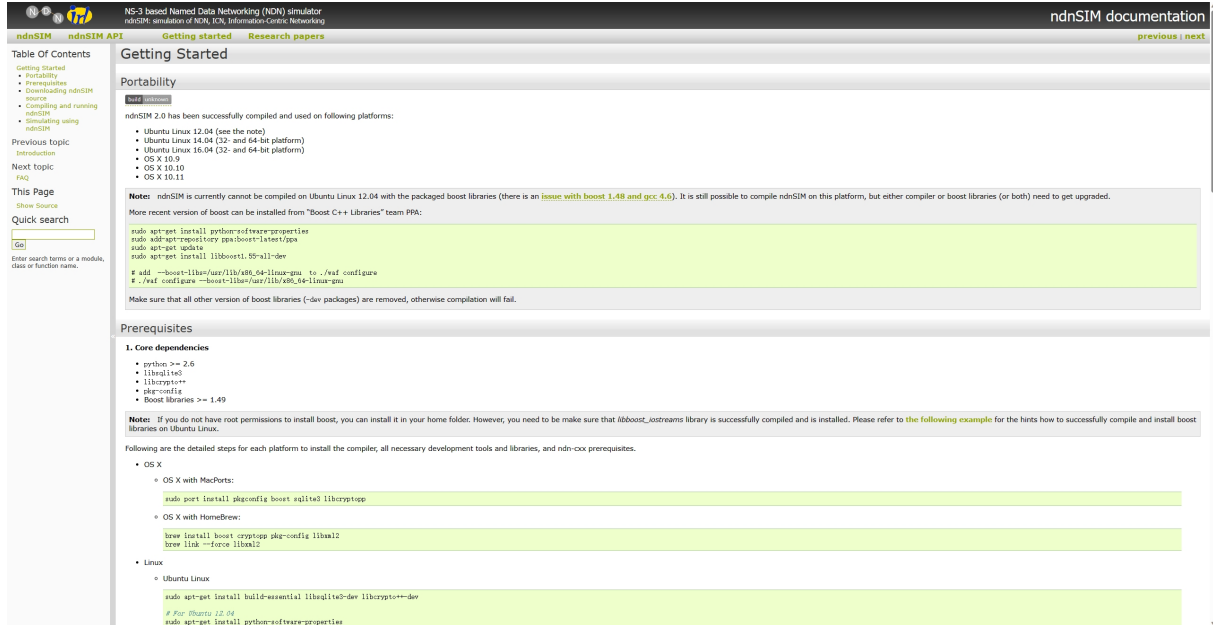 N D N
NS-3 based Named Data Networking (NDN) simulator
ndnSIM: simulation of NDN, ICN, Information-Centric Networking
ndnSIM documentation
ndnSIM ndnSIM API Getting started Research papers
previous | next
Table Of Contents
Getting Started
Portability
Prerequisites
Downloading ndnSIM
source
Compiling and running
ndnSIM
Simulating using
ndnSIM
Previous topic
Introduction
Next topic
FAQ
This Page
Show Source
Quick search
Go
Enter search terms or a module,
class or function name.
Getting Started
Portability
build unknown
ndnSIM 2.0 has been successfully compiled and used on following platforms:
Ubuntu Linux 12.04 (see the note)
Ubuntu Linux 14.04 (32- and 64-bit platform)
Ubuntu Linux 16.04 (32- and 64-bit platform)
OS X 10.9
OS X 10.10
OS X 10.11
Note: ndnSIM is currently cannot be compiled on Ubuntu Linux 12.04 with the packaged boost libraries (there is an issue with boost 1.48 and gcc 4.6). It is still possible to compile ndnSIM on this platform, but either compiler or boost libraries (or both) need to get upgraded.
More recent version of boost can be installed from "Boost C++ Libraries" team PPA:
sudo apt-get install python-software-properties
sudo add-apt-repository ppa:boost-latest/ppa
sudo apt-get update
sudo apt-get install libboost1.55-all-dev
# add --boost-libs=/usr/lib/x86_64-linux-gnu to ./waf configure
# ./waf configure --boost-libs=/usr/lib/x86_64-linux-gnu
Make sure that all other version of boost libraries (-dev packages) are removed, otherwise compilation will fail.
Prerequisites
1. Core dependencies
python >= 2.6
libsqlite3
libcrypto++
pkg-config
Boost libraries >= 1.49
Note: If you do not have root permissions to install boost, you can install it in your home folder. However, you need to be make sure that libboost_iostreams library is successfully compiled and is installed. Please refer to the following example for the hints how to successfully compile and install boost
libraries on Ubuntu Linux.
Following are the detailed steps for each platform to install the compiler, all necessary development tools and libraries, and ndn-cxx prerequisites.
OS X
OS X with MacPorts:
sudo port install pkgconfig boost sqlite3 libcryptopp
OS X with HomeBrew:
brew install boost cryptopp pkg-config libxml2
brew link --force libxml2
Linux
Ubuntu Linux
sudo apt-get install build-essential libsqlite3-dev libcrypto++-dev
# For Ubuntu 12.04
sudo apt-get install python-software-properties